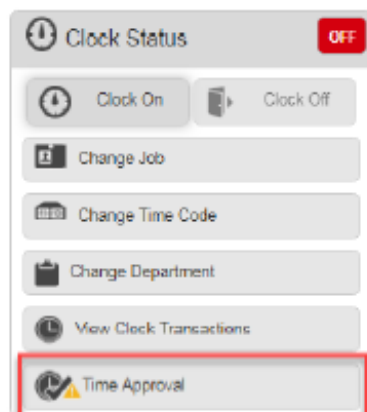 Clock Status OFF
Clock On Clock Off
Change Job
Change Time Code
Change Department
View Clock Transactions
Time Approval